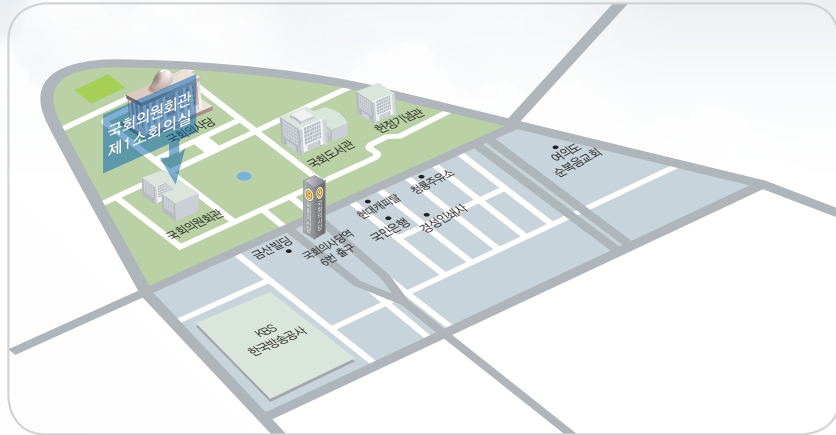 국회의원회관
제1소회의실
국회의사당
국회도서관
헌정기념관
국회의원회관
여의도
순복음교회
현대캐피탈
청룡주유소
국민은행
경성인쇄사
금산빌딩
국회의사당역
6번 출구
KBS
한국방송공사